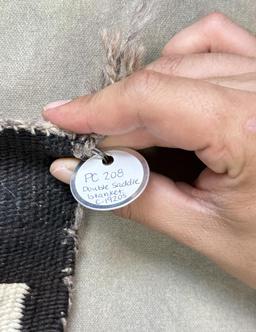 PC 208
Double Saddle
blanket
C-1920s